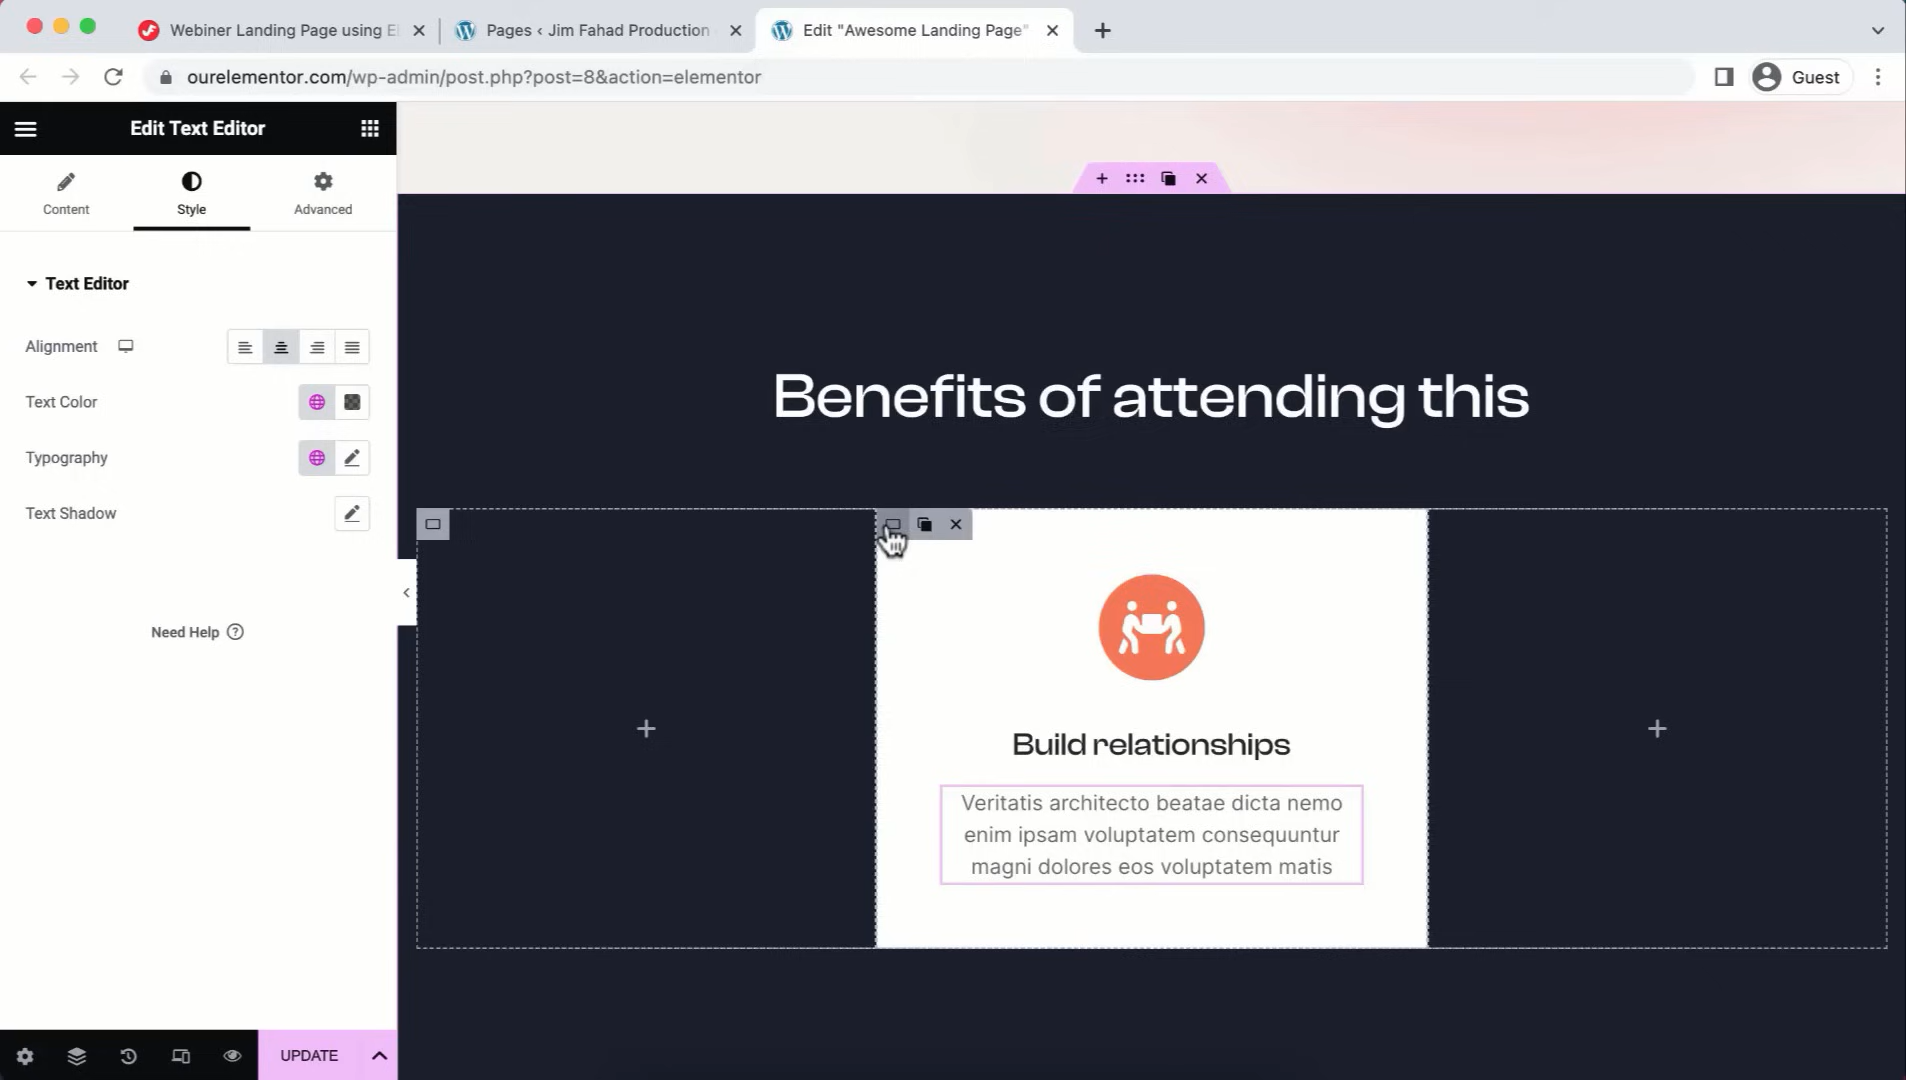 Webiner Landing Page using El
Pages ‹ Jim Fahad Production
Edit "Awesome Landing Page"
ourelementor.com/wp-admin/post.php?post=8&action=elementor
Guest
Edit Text Editor
Content
Style
Advanced
Text Editor
Alignment
Text Color
Typography
Text Shadow
Need Help
UPDATE
Benefits of attending this
Build relationships
Veritatis architecto beatae dicta nemo
enim ipsam voluptatem consequuntur
magni dolores eos voluptatem matis